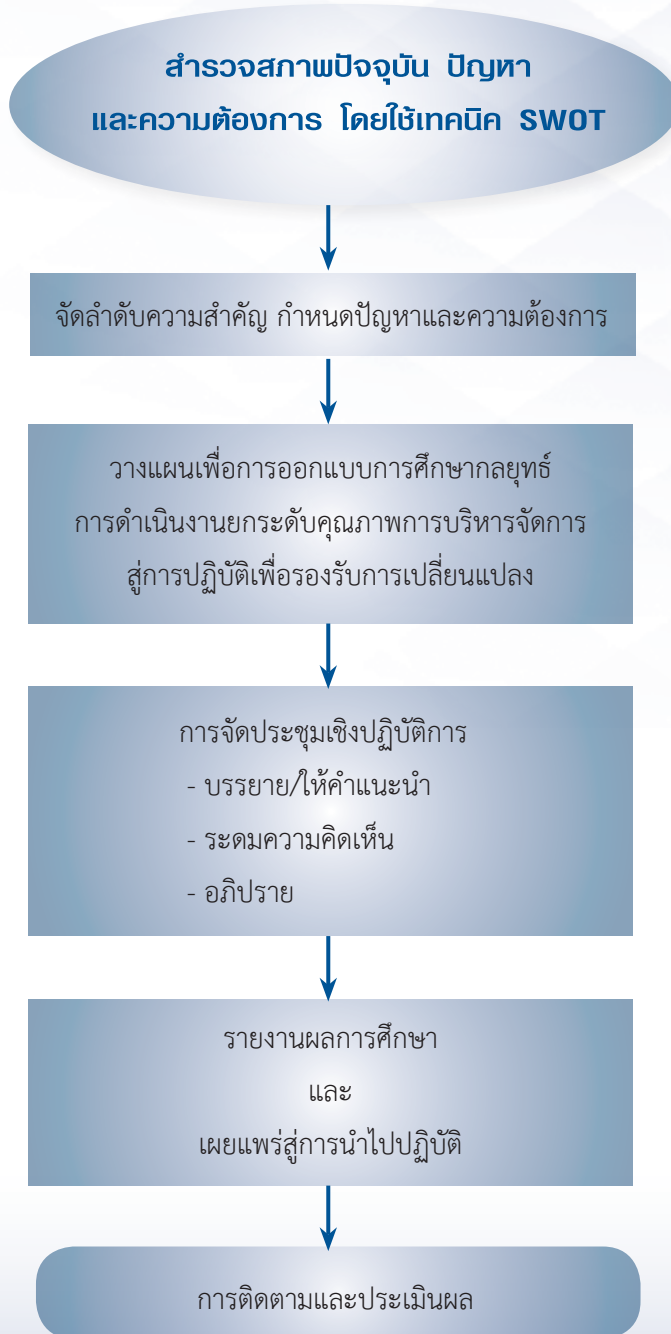 สำรวจสภาพปัจจุบัน ปัญหา
และความต้องการ โดยใช้เทคนิค SWOT
จัดลำดับความสำคัญ กำหนดปัญหาและความต้องการ
วางแผนเพื่อการออกแบบการศึกษากลยุทธ์
การดำเนินงานยกระดับคุณภาพการบริหารจัดการ
สู่การปฏิบัติเพื่อรองรับการเปลี่ยนแปลง
การจัดประชุมเชิงปฏิบัติการ
- บรรยาย/ให้คำแนะนำ
- ระดมความคิดเห็น
- อภิปราย
รายงานผลการศึกษา
และ
เผยแพร่สู่การนำไปปฏิบัติ
การติดตามและประเมินผล